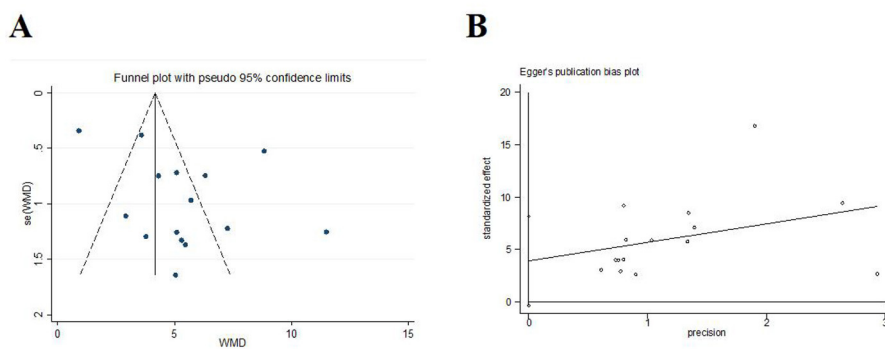 A
B
Funnel plot with pseudo 95% confidence limits
0
.5
1
1.5
2
se(WMD)
0
5
10
15
WMD
Egger's publication bias plot
20
15
10
5
0
standardized effect
0
1
2
3
precision